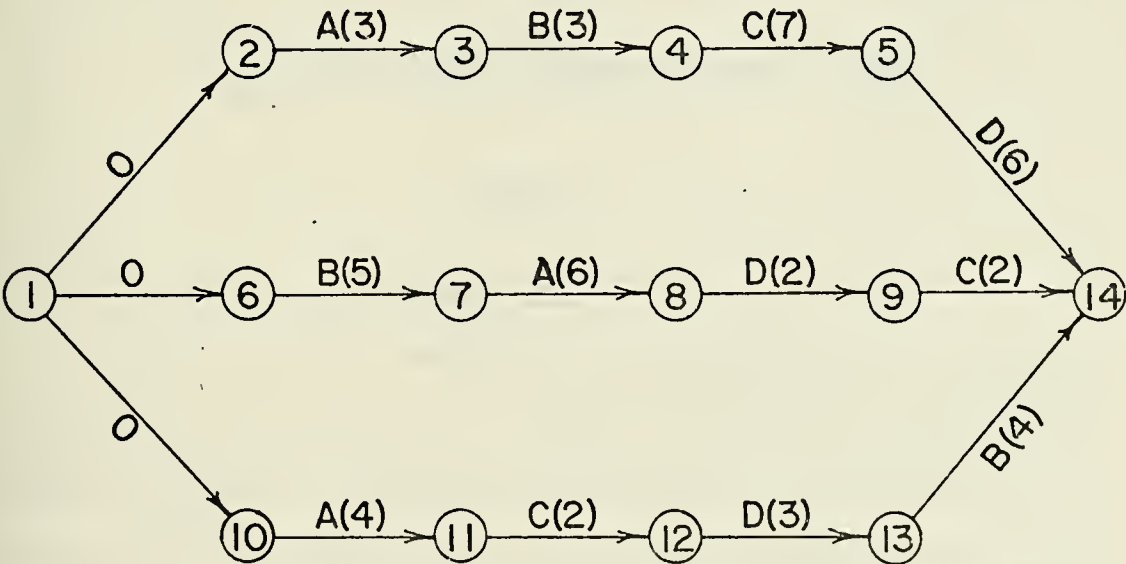 2 A(3) 3 B(3) 4 C(7) 5
0 D(6)
1 0 6 B(5) 7 A(6) 8 D(2) 9 C(2) 14
0 B(4)
10 A(4) 11 C(2) 12 D(3) 13